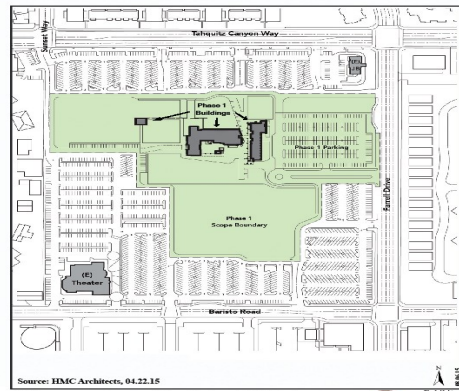 Sunset Way
Tahquitz Canyon Way
Phase 1
Buildings
Phase 1 Parking
Farrell Drive
Phase 1
Scope Boundary
(E)
Theater
Baristo Road
Source: HMC Architects, 04.22.15
N